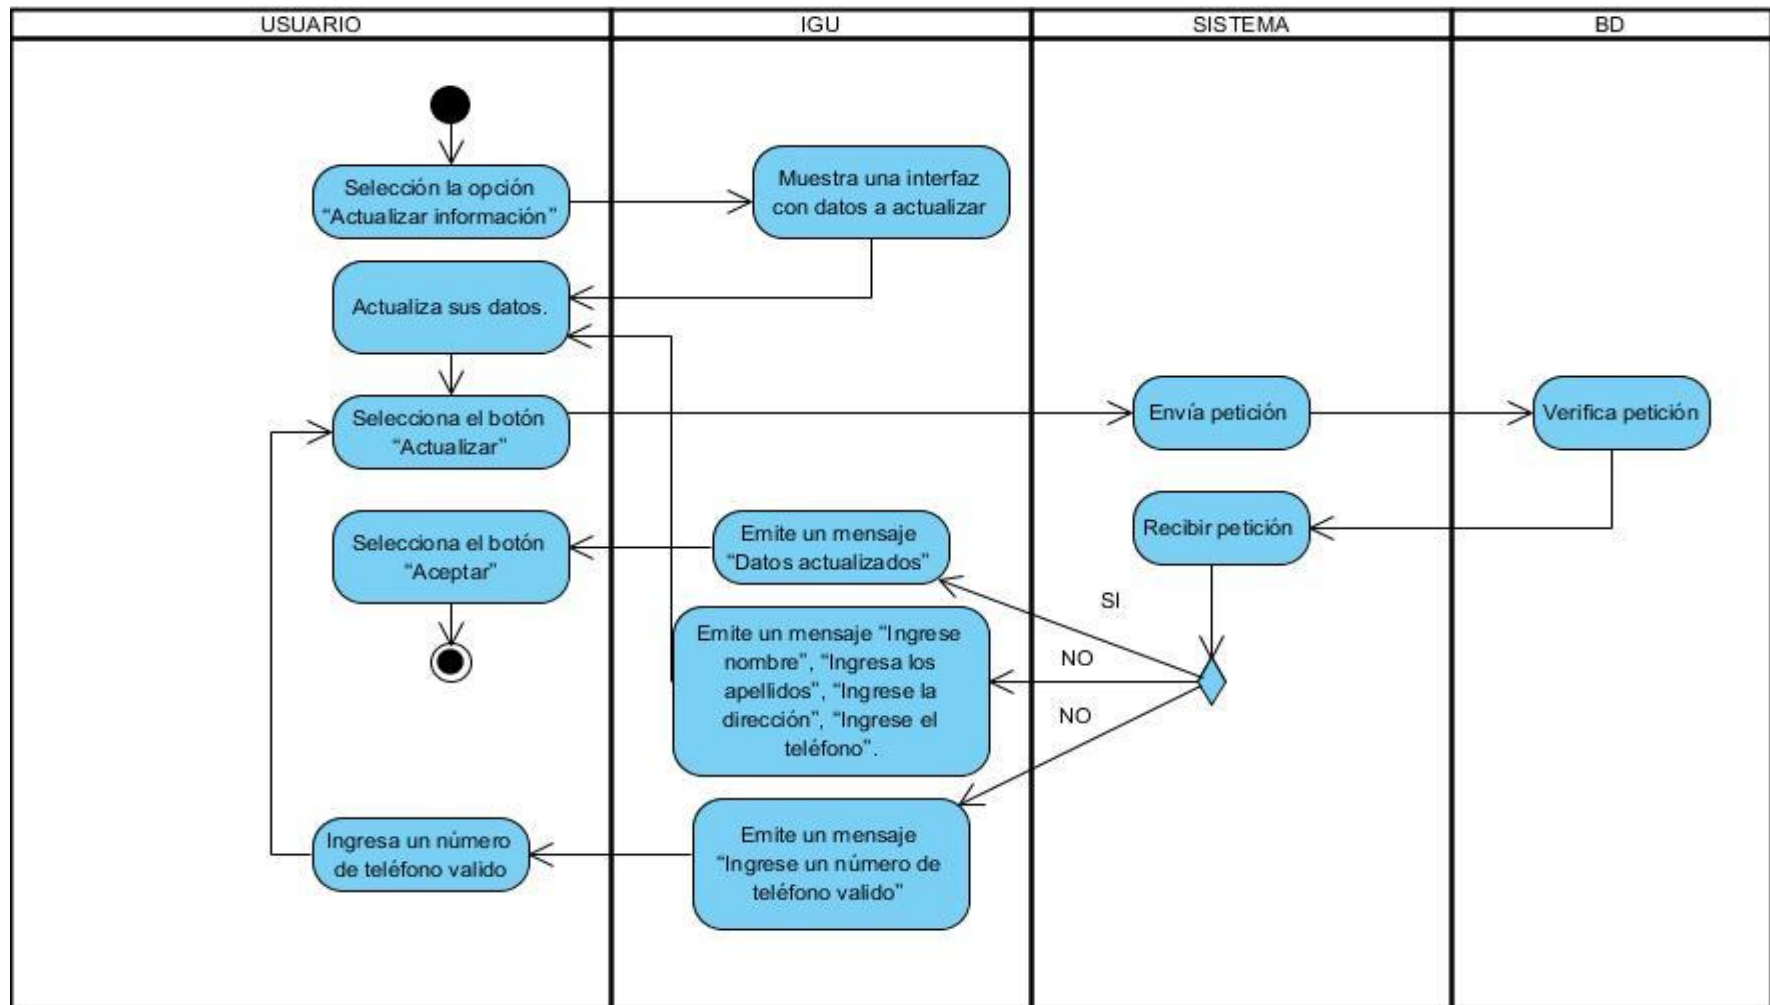 USUARIO
IGU
SISTEMA
BD
Selección la opción
“Actualizar información”
Muestra una interfaz
con datos a actualizar
Actualiza sus datos.
Selecciona el botón
“Actualizar”
Envía petición
Verifica petición
Selecciona el botón
“Aceptar”
Emite un mensaje
“Datos actualizados”
Recibir petición
SI
NO
NO
Emite un mensaje “Ingrese
nombre”, “Ingresa los
apellidos”, “Ingrese la
dirección”, “Ingrese el
teléfono”.
Ingresa un número
de teléfono valido
Emite un mensaje
“Ingrese un número de
teléfono valido”